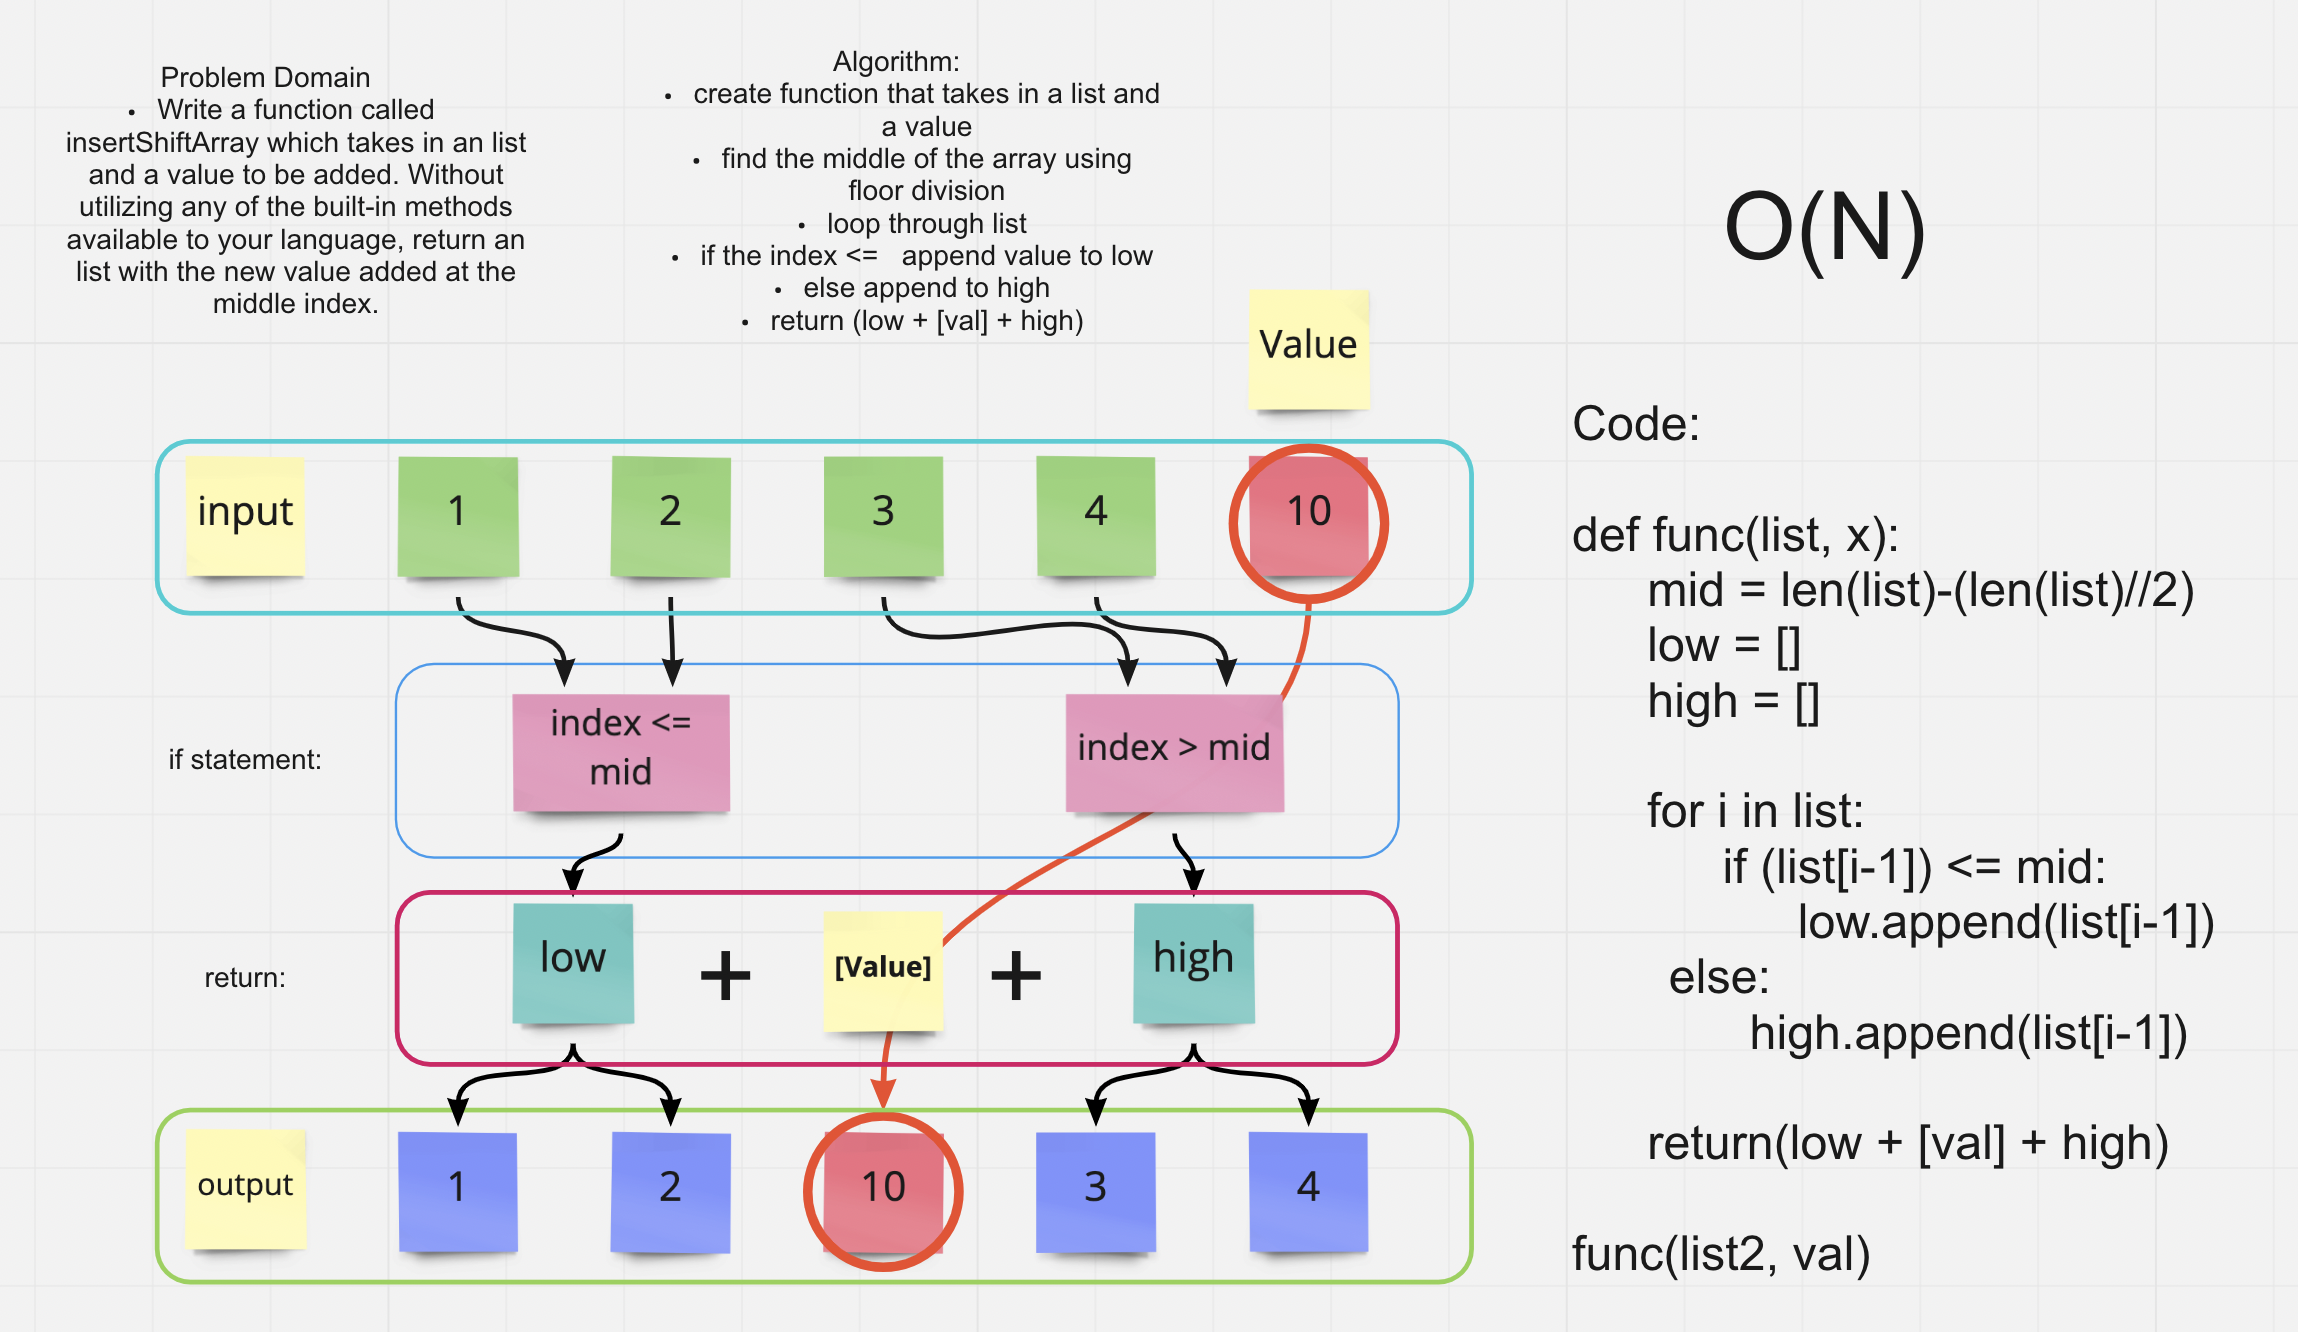 Problem Domain
• Write a function called
insertShiftArray which takes in an list
and a value to be added. Without
utilizing any of the built-in methods
available to your language, return an
list with the new value added at the
middle index.
Algorithm:
• create function that takes in a list and
a value
• find the middle of the array using
floor division
• loop through list
• if the index <=   append value to low
• else append to high
• return (low + [val] + high)
O(N)
Value
input
1
2
3
4
10
if statement:
index <=
mid
index > mid
return:
low
+
[Value]
+
high
output
1
2
10
3
4
Code:
def func(list, x):
mid = len(list)-(len(list)//2)
low = []
high = []
for i in list:
if (list[i-1]) <= mid:
low.append(list[i-1])
else:
high.append(list[i-1])
return(low + [val] + high)
func(list2, val)